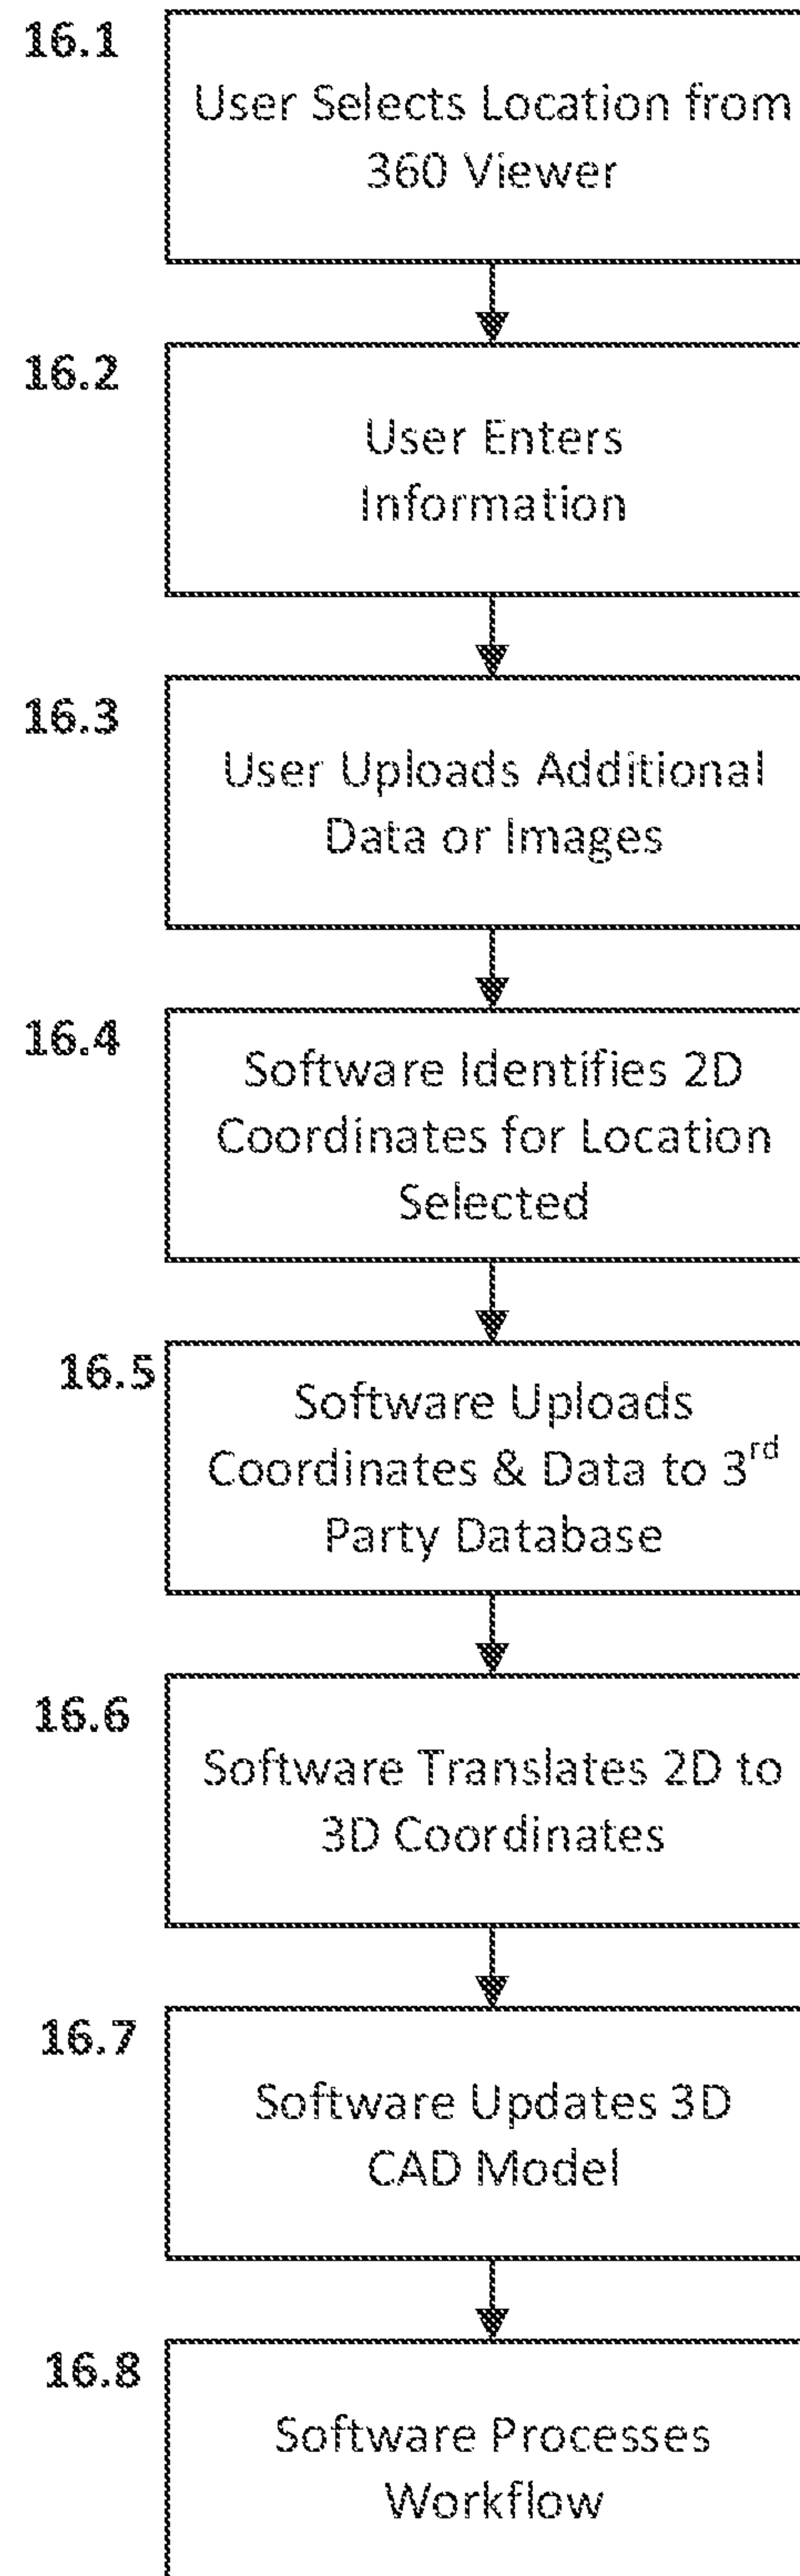 16.1
User Selects Location from
360 Viewer
16.2
User Enters
Information
16.3
User Uploads Additional
Data or Images
16.4
Software Identifies 2D
Coordinates for Location
Selected
16.5
Software Uploads
Coordinates & Data to 3rd
Party Database
16.6
Software Translates 2D to
3D Coordinates
16.7
Software Updates 3D
CAD Model
16.8
Software Processes
Workflow